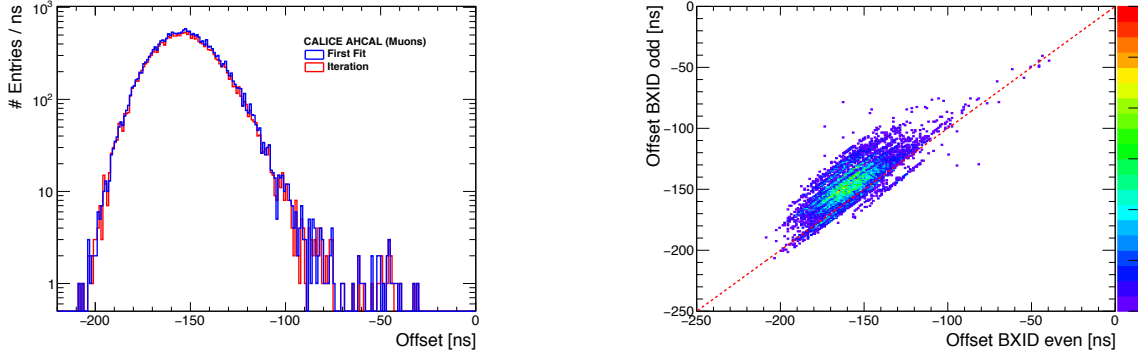 # Entries / ns
10³
10²
10
1
CALICE AHCAL (Muons)
First Fit
Iteration
−200 −150 −100 −50 0
Offset [ns]
Offset BXID odd [ns]
0
−50
−100
−150
−200
−250
−250 −200 −150 −100 −50 0
Offset BXID even [ns]